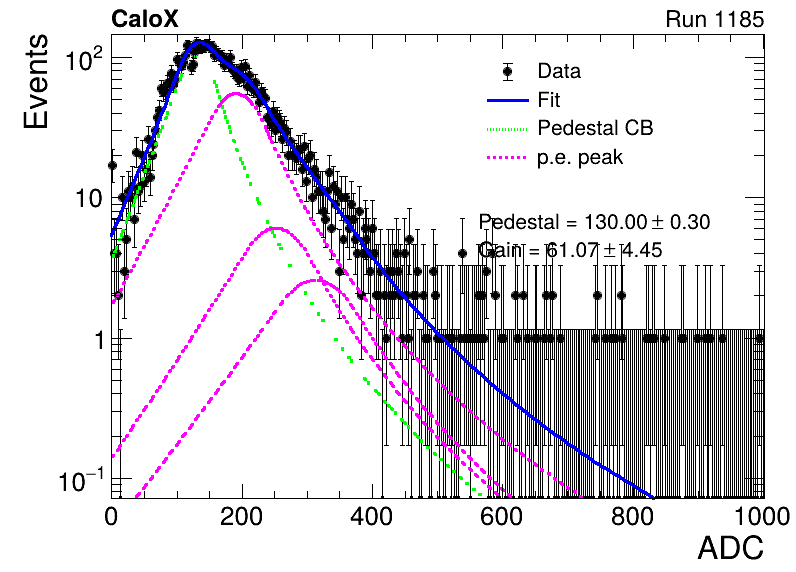 CaloX Run 1185
Events
10²
10
1
10⁻¹
Data
Fit
Pedestal CB
p.e. peak
Pedestal = 130.00 ± 0.30
Gain = 61.07 ± 4.45
0 200 400 600 800 1000
ADC